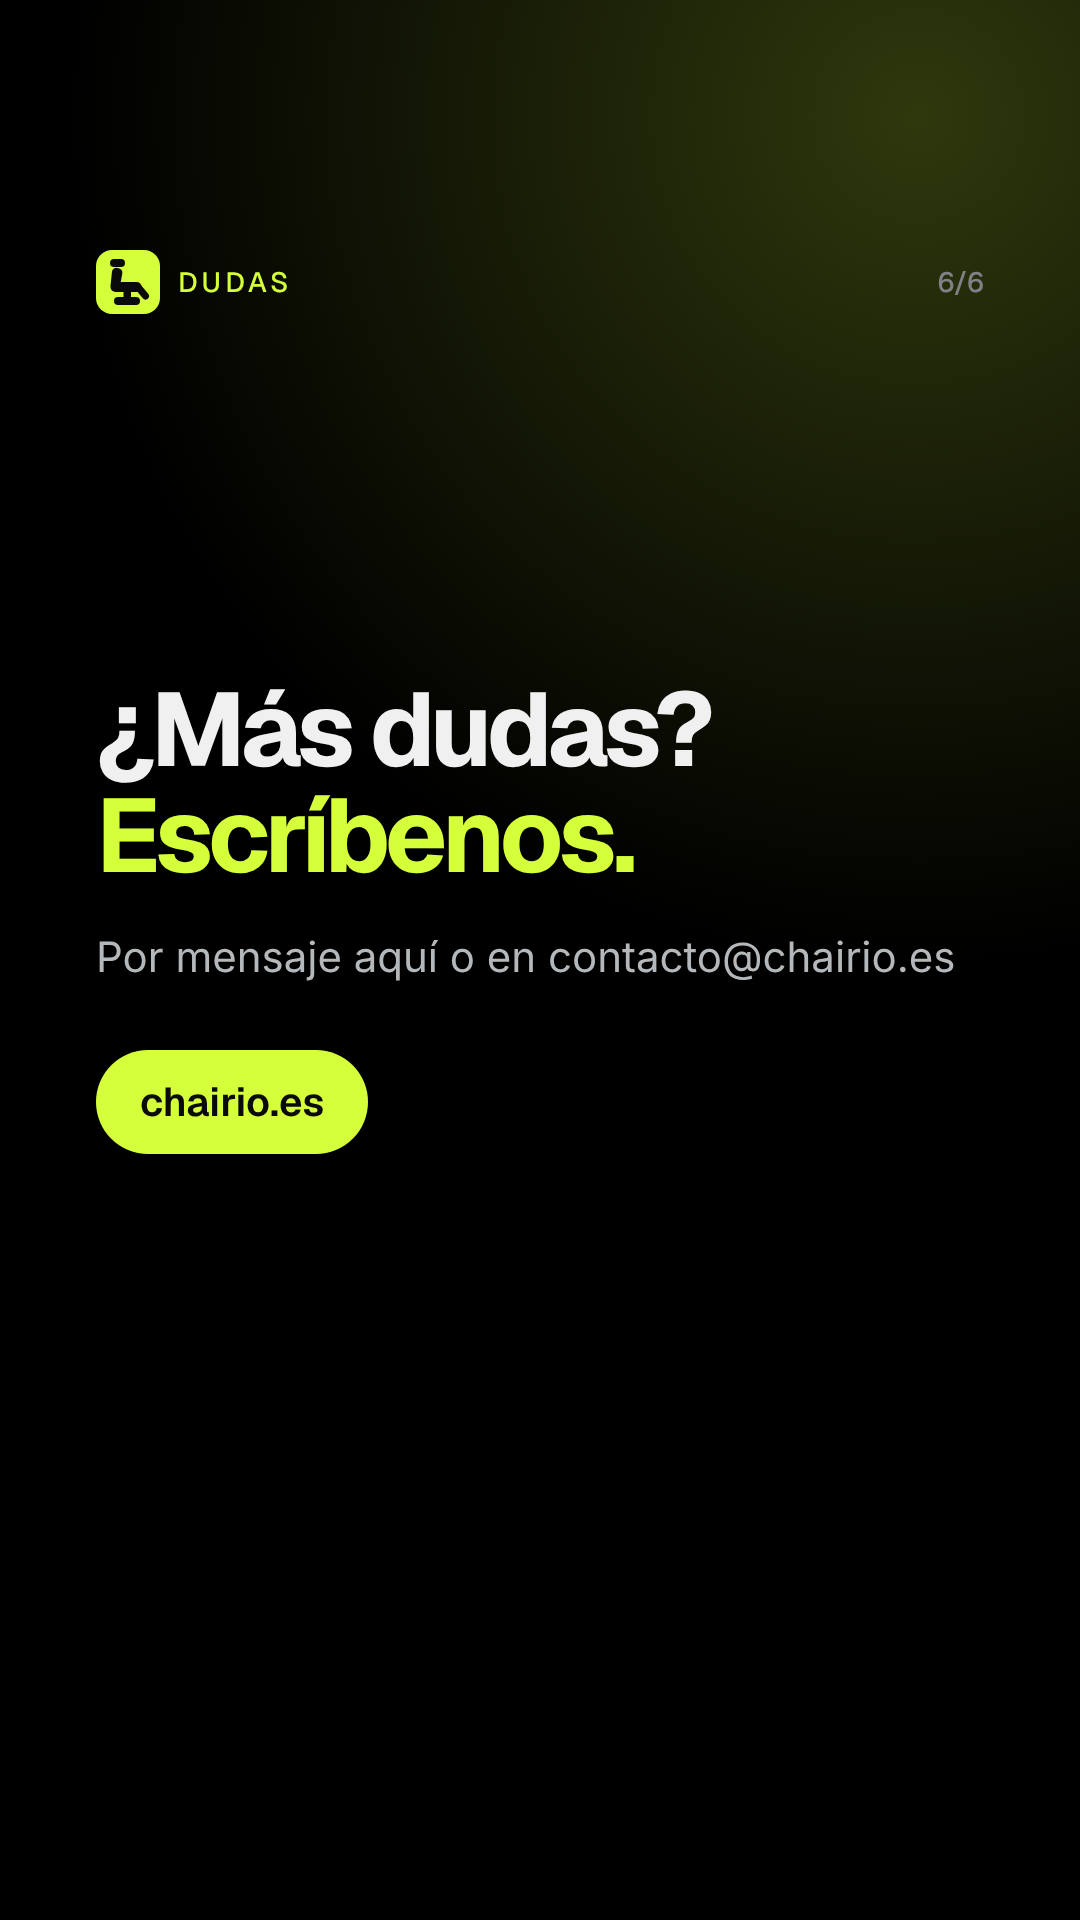 DUDAS
6/6
¿Más dudas?
Escríbenos.
Por mensaje aquí o en contacto@chairio.es
chairio.es